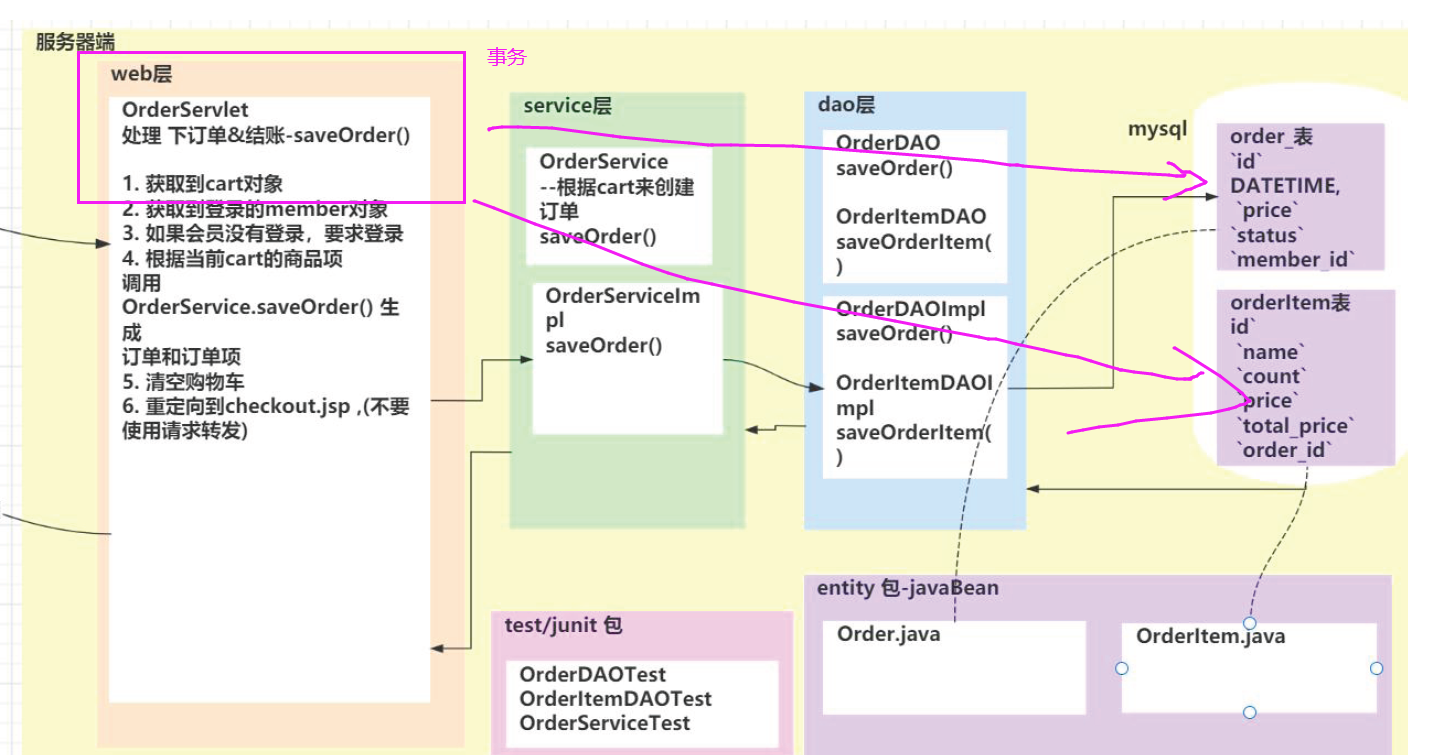 服务器端
事务
web层
OrderServlet
处理 下订单&结账-saveOrder()
1. 获取到cart对象
2. 获取到登录的member对象
3. 如果会员没有登录，要求登录
4. 根据当前cart的商品项
调用
OrderService.saveOrder() 生
成
订单和订单项
5. 清空购物车
6. 重定向到checkout.jsp ,(不要
使用请求转发)
service层
OrderService
--根据cart来创建
订单
saveOrder()
OrderServiceIm
pl
saveOrder()
dao层
OrderDAO
saveOrder()
OrderItemDAO
saveOrderItem(
)
OrderDAOImpl
saveOrder()
OrderItemDAOI
mpl
saveOrderItem(
)
mysql
order_表
`id`
DATETIME,
`price`
`status`
`member_id`
orderItem表
id`
`name`
`count`
`price`
`total_price`
`order_id`
test/junit 包
OrderDAOTest
OrderItemDAOTest
OrderServiceTest
entity 包-javaBean
Order.java
OrderItem.java